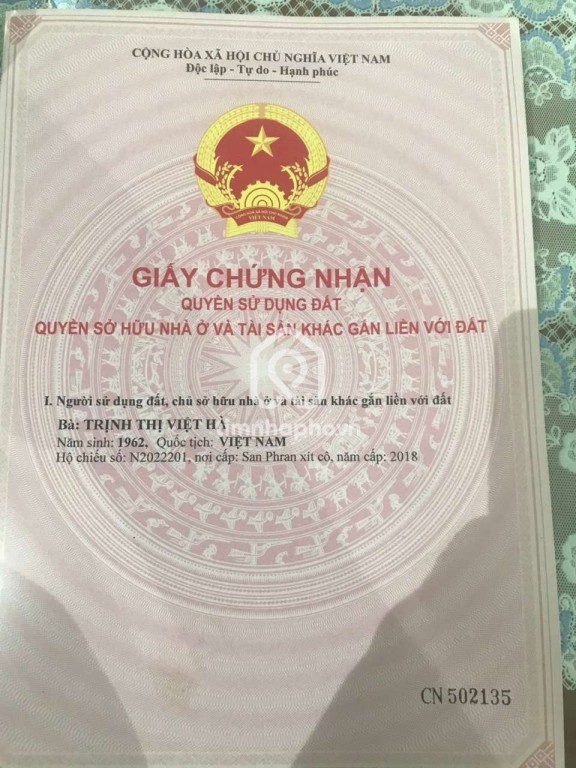 CỘNG HÒA XÃ HỘI CHỦ NGHĨA VIỆT NAM
Độc lập - Tự do - Hạnh phúc
VIỆT NAM
GIẤY CHỨNG NHẬN
QUYỀN SỬ DỤNG ĐẤT
QUYỀN SỞ HỮU NHÀ Ở VÀ TÀI SẢN KHÁC GẮN LIỀN VỚI ĐẤT
I. Người sử dụng đất, chủ sở hữu nhà ở và tài sản khác gắn liền với đất
Bà: TRỊNH THỊ VIỆT HÀ
Năm sinh: 1962, Quốc tịch: VIỆT NAM
Hộ chiếu số: N2022201, nơi cấp: San Phran xít cô, năm cấp: 2018
CN 502135